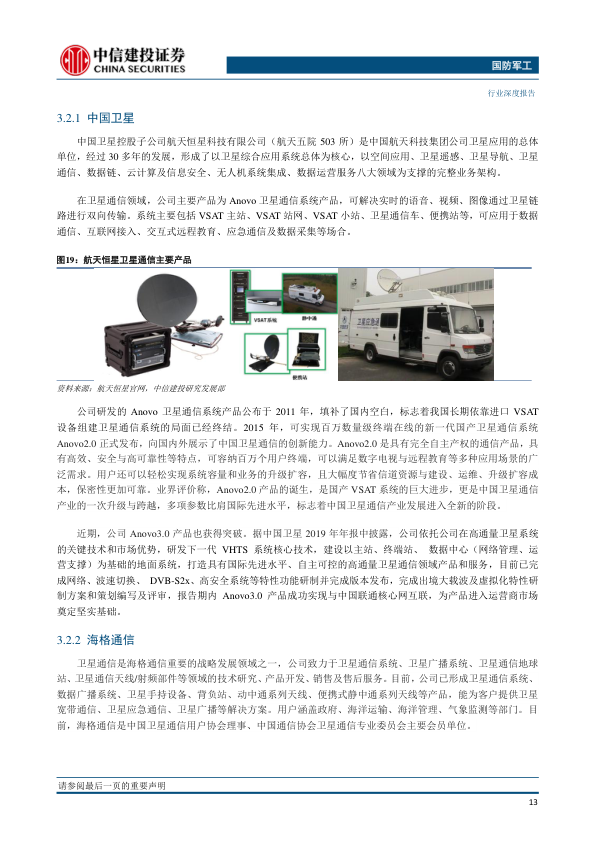 中信建投证券
CHINA SECURITIES
国防军工
行业深度报告
3.2.1 中国卫星
中国卫星控股子公司航天恒星科技有限公司（航天五院 503 所）是中国航天科技集团公司卫星应用的总体
单位，经过 30 多年的发展，形成了以卫星综合应用系统总体为核心，以空间应用、卫星遥感、卫星导航、卫星
通信、数据链、云计算及信息安全、无人机系统集成、数据运营服务八大领域为支撑的完整业务架构。
在卫星通信领域，公司主要产品为 Anovo 卫星通信系统产品，可解决实时的语音、视频、图像通过卫星链
路进行双向传输。系统主要包括 VSAT 主站、VSAT 站网、VSAT 小站、卫星通信车、便携站等，可应用于数据
通信、互联网接入、交互式远程教育、应急通信及数据采集等场合。
图19：航天恒星卫星通信主要产品
VSAT系统
静中通
便携站
卫星应急通
资料来源：航天恒星官网，中信建投研究发展部
公司研发的 Anovo 卫星通信系统产品公布于 2011 年，填补了国内空白，标志着我国长期依靠进口 VSAT
设备组建卫星通信系统的局面已经终结。2015 年，可实现百万数量级终端在线的新一代国产卫星通信系统
Anovo2.0 正式发布，向国内外展示了中国卫星通信的创新能力。Anovo2.0 是具有完全自主产权的通信产品，具
有高效、安全与高可靠性等特点，可容纳百万个用户终端，可以满足数字电视与远程教育等多种应用场景的广
泛需求。用户还可以轻松实现系统容量和业务的升级扩容，且大幅度节省信道资源与建设、运维、升级扩容成
本，保密性更加可靠。业界评价称，Anovo2.0 产品的诞生，是国产 VSAT 系统的巨大进步，更是中国卫星通信
产业的一次升级与跨越，多项参数比肩国际先进水平，标志着中国卫星通信产业发展进入全新的阶段。
近期，公司 Anovo3.0 产品也获得突破。据中国卫星 2019 年年报中披露，公司依托公司在高通量卫星系统
的关键技术和市场优势，研发下一代 VHTS 系统核心技术，建设以主站、终端站、 数据中心（网络管理、运
营支撑）为基础的地面系统，打造具有国际先进水平、自主可控的高通量卫星通信领域产品和服务，目前已完
成网络、速速切换、 DVB-S2x、高安全系统等特性功能研制并完成版本发布，完成出境大载波及虚拟化特性研
制方案和策划编写及评审，报告期内 Anovo3.0 产品成功实现与中国联通核心网互联，为产品进入运营商市场
奠定坚实基础。
3.2.2 海格通信
卫星通信是海格通信重要的战略发展领域之一，公司致力于卫星通信系统、卫星广播系统、卫星通信地球
站、卫星通信天线/射频部件等领域的技术研究、产品开发、销售及售后服务。目前，公司已形成卫星通信系统、
数据广播系统、卫星手持设备、背负站、动中通系列天线、便携式静中通系列天线等产品，能为客户提供卫星
宽带通信、卫星应急通信、卫星广播等解决方案。用户涵盖政府、海洋运输、海洋管理、气象监测等部门。目
前，海格通信是中国卫星通信用户协会理事、中国通信协会卫星通信专业委员会主要会员单位。
请参阅最后一页的重要声明
13